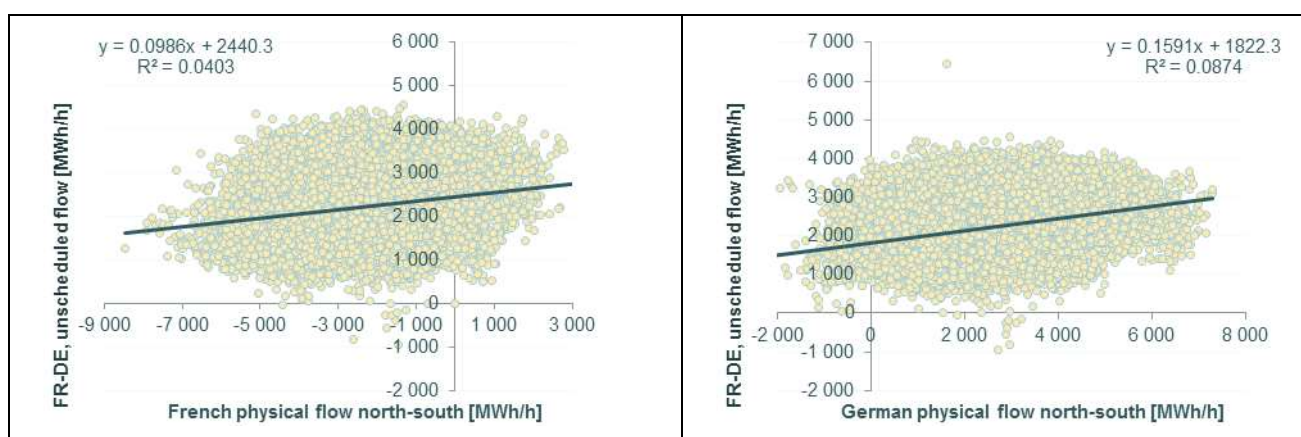 y = 0.0986x + 2440.3
R² = 0.0403
FR-DE, unscheduled flow [MWh/h]
6 000
5 000
4 000
3 000
2 000
1 000
0
-1 000
-2 000
-9 000 -7 000 -5 000 -3 000 -1 000 1 000 3 000
French physical flow north-south [MWh/h]
y = 0.1591x + 1822.3
R² = 0.0874
FR-DE, unscheduled flow [MWh/h]
7 000
6 000
5 000
4 000
3 000
2 000
1 000
0
-1 000
-2 000
-2 000 0 2 000 4 000 6 000 8 000
German physical flow north-south [MWh/h]